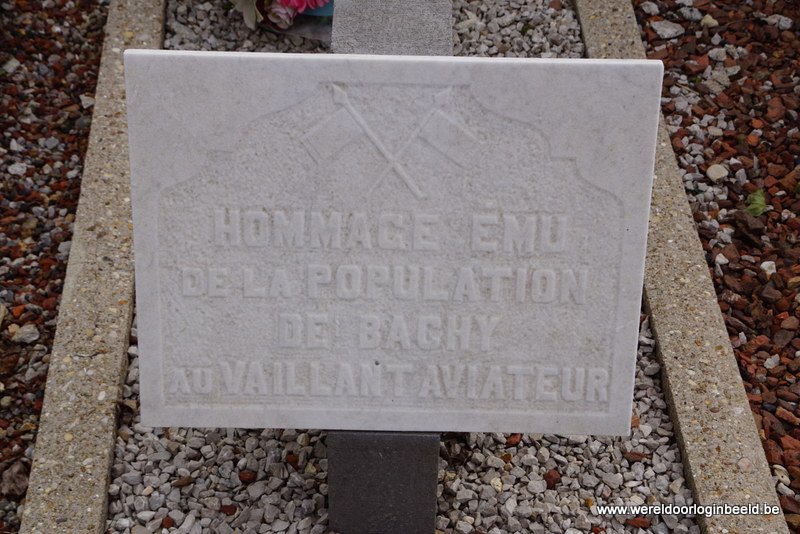 HOMMAGE ÉMU
DE LA POPULATION
DE BACHY
AU VAILLANT AVIATEUR
www.wereldoorloginbeeld.be